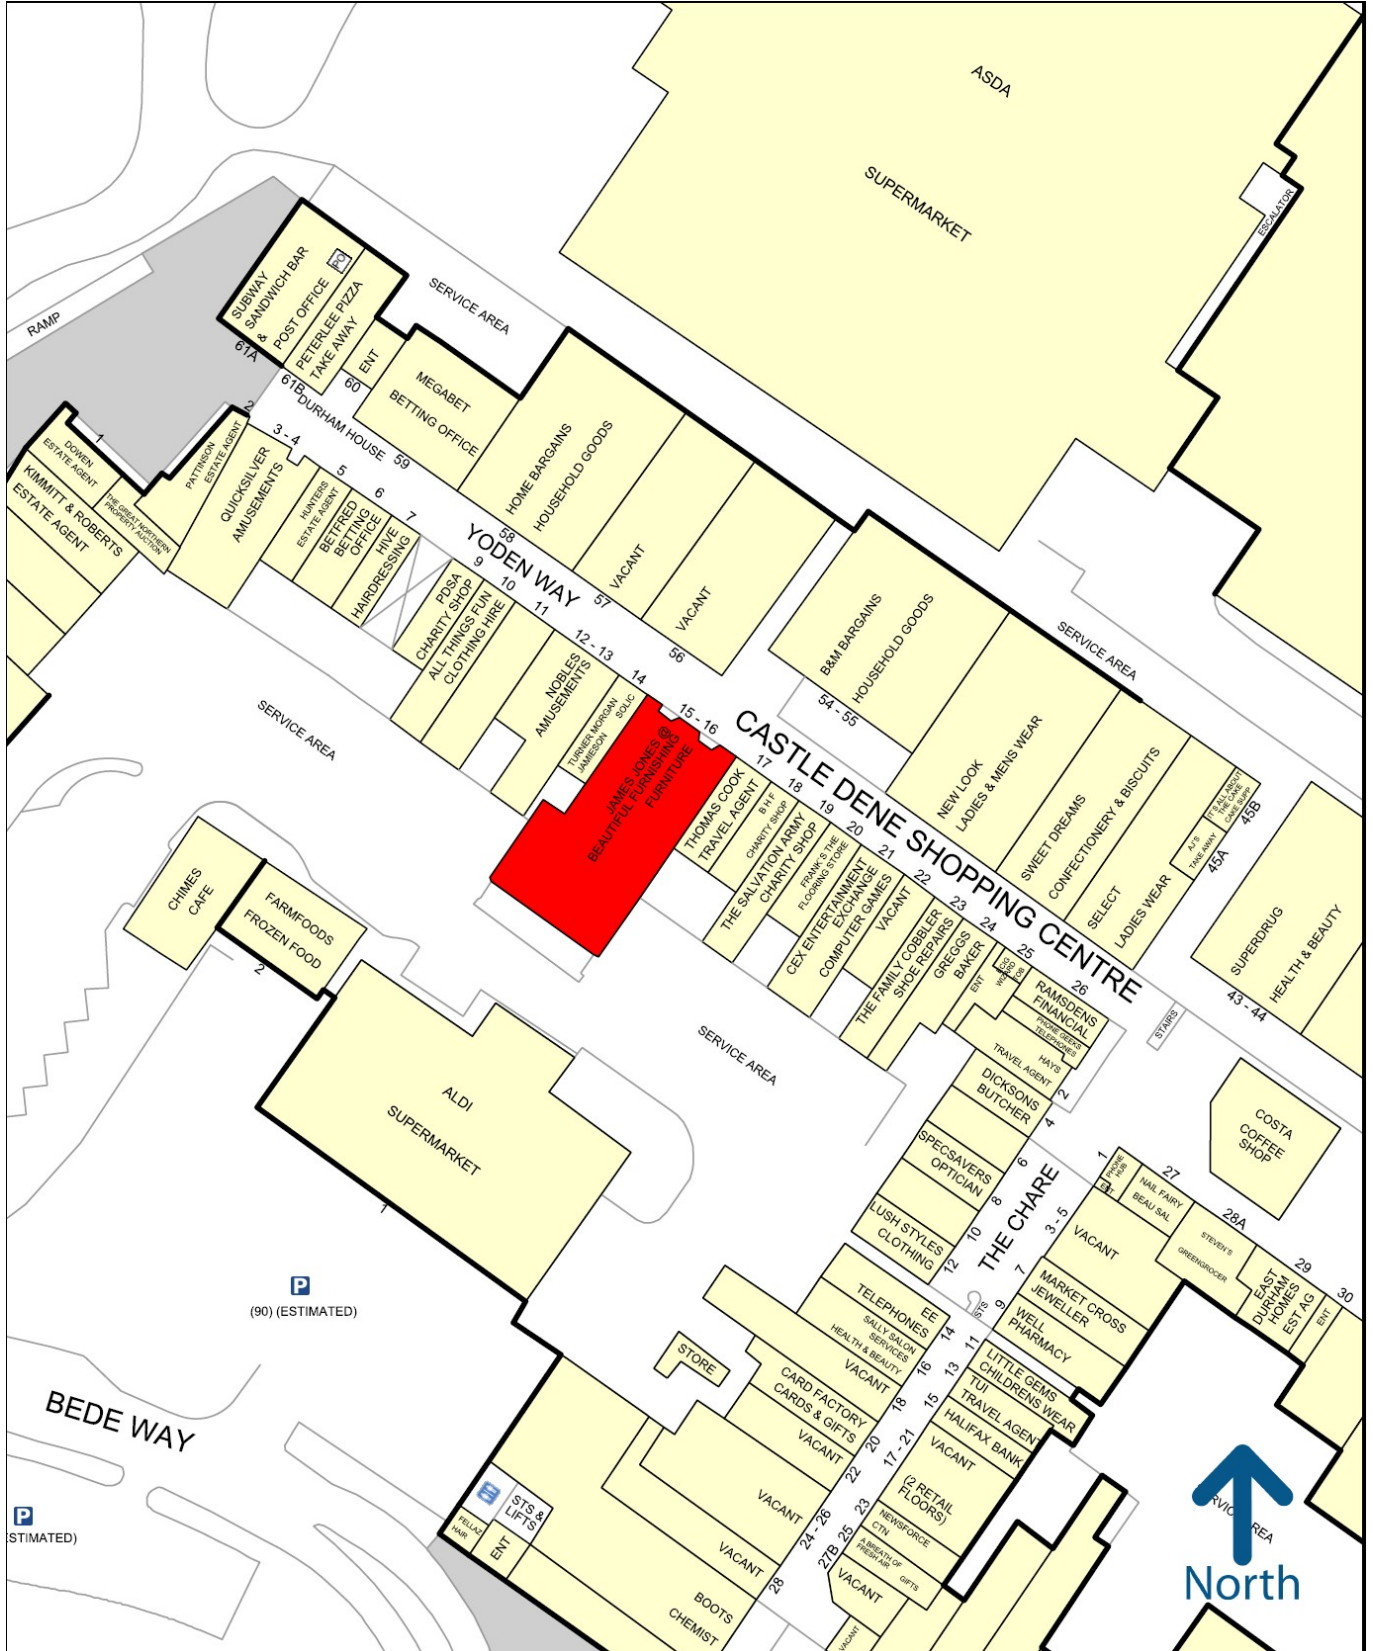 ASDA
SUPERMARKET
ESCALATOR
SERVICE AREA
RAMP
SUBWAY
SANDWICH BAR
&
POST OFFICE
PO
PETERLEE PIZZA
TAKE AWAY
61A
61B
ENT
60
MEGABET
BETTING OFFICE
DURHAM HOUSE
59
HOME BARGAINS
HOUSEHOLD GOODS
58
VACANT
57
VACANT
56
1
DOWEN
ESTATE AGENT
KIMMITT & ROBERTS
ESTATE AGENT
THE GREAT NORTHERN
PROPERTY AUCTION
2
PATTINSON
ESTATE AGENT
3 - 4
QUICKSILVER
AMUSEMENTS
5
HUNTERS
ESTATE AGENT
6
BETFRED
BETTING
OFFICE
7
HIVE
HAIRDRESSING
YODEN WAY
9
PDSA
CHARITY SHOP
10
ALL THINGS FUN
CLOTHING HIRE
11
12 - 13
NOBLES
AMUSEMENTS
14
TURNER MORGAN
JAMIESON
SOLIC
15 - 16
JAMES JONES @
BEAUTIFUL FURNISHING
FURNITURE
SERVICE AREA
CASTLE DENE SHOPPING CENTRE
B&M BARGAINS
HOUSEHOLD GOODS
54 - 55
SERVICE AREA
NEW LOOK
LADIES & MENS WEAR
SWEET DREAMS
CONFECTIONERY & BISCUITS
SELECT
LADIES WEAR
IT'S ALL ABOUT
THE CAKE
CAKE SUPP
45B
AJ'S
TAKE AWAY
45A
SUPERDRUG
HEALTH & BEAUTY
43 - 44
17
THOMAS COOK
TRAVEL AGENT
18
B H F
CHARITY SHOP
19
THE SALVATION ARMY
CHARITY SHOP
20
FRANK'S THE
FLOORING STORE
21
CEX ENTERTAINMENT
EXCHANGE
COMPUTER GAMES
22
VACANT
23
THE FAMILY COBBLER
SHOE REPAIRS
24
GREGGS
BAKER
ENT
25
WIZARD
TOB
26
RAMSDENS
FINANCIAL
PHONE GEEKS
TELEPHONES
HAYS
TRAVEL AGENT
2
STAIRS
COSTA
COFFEE
SHOP
CHIMES
CAFE
FARMFOODS
FROZEN FOOD
2
ALDI
SUPERMARKET
1
SERVICE AREA
DICKSONS
BUTCHER
4
SPECSAVERS
OPTICIAN
6
8
LUSH STYLES
CLOTHING
10
12
THE CHARE
1
PHONE
HUB
ENT
27
NAIL FAIRY
BEAU SAL
28A
STEVEN'S
GREENGROCER
29
EAST
DURHAM
HOMES
EST AG
30
ENT
3 - 5
VACANT
7
MARKET CROSS
JEWELLER
9
WELL
PHARMACY
STS
11
LITTLE GEMS
CHILDRENS WEAR
13
TUI
TRAVEL AGENT
15
HALIFAX BANK
17 - 21
VACANT
(2 RETAIL
FLOORS)
23
NEWSFORCE
CTN
25
A BREATH OF
FRESH AIR
GIFTS
27B
VACANT
VACANT
EE
TELEPHONES
14
SALLY SALON
SERVICES
HEALTH & BEAUTY
16
VACANT
18
CARD FACTORY
CARDS & GIFTS
20
VACANT
22
VACANT
24 - 26
VACANT
28
BOOTS
CHEMIST
STORE
STS &
LIFTS
FELLAZ
HAIR
ENT
P
(90) (ESTIMATED)
BEDE WAY
P
STIMATED)
RVICE AREA
North